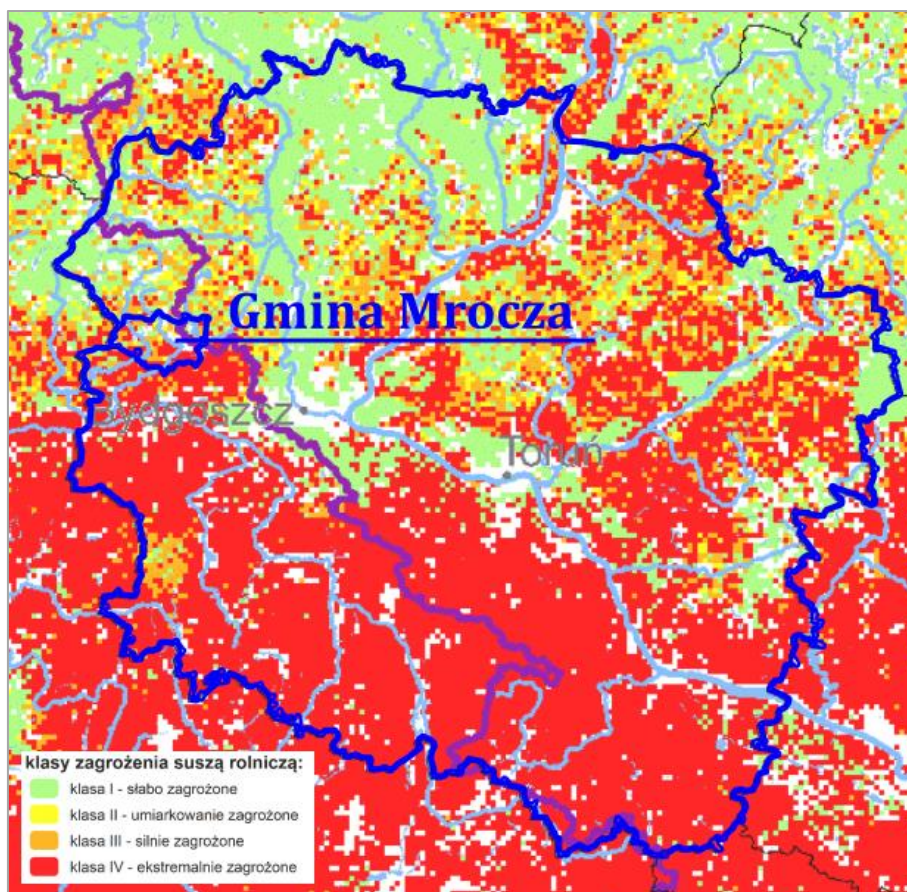 Gmina Mrocza
Bydgoszcz
Toruń
klasy zagrożenia suszą rolniczą:
klasa I - słabo zagrożone
klasa II - umiarkowanie zagrożone
klasa III - silnie zagrożone
klasa IV - ekstremalnie zagrożone